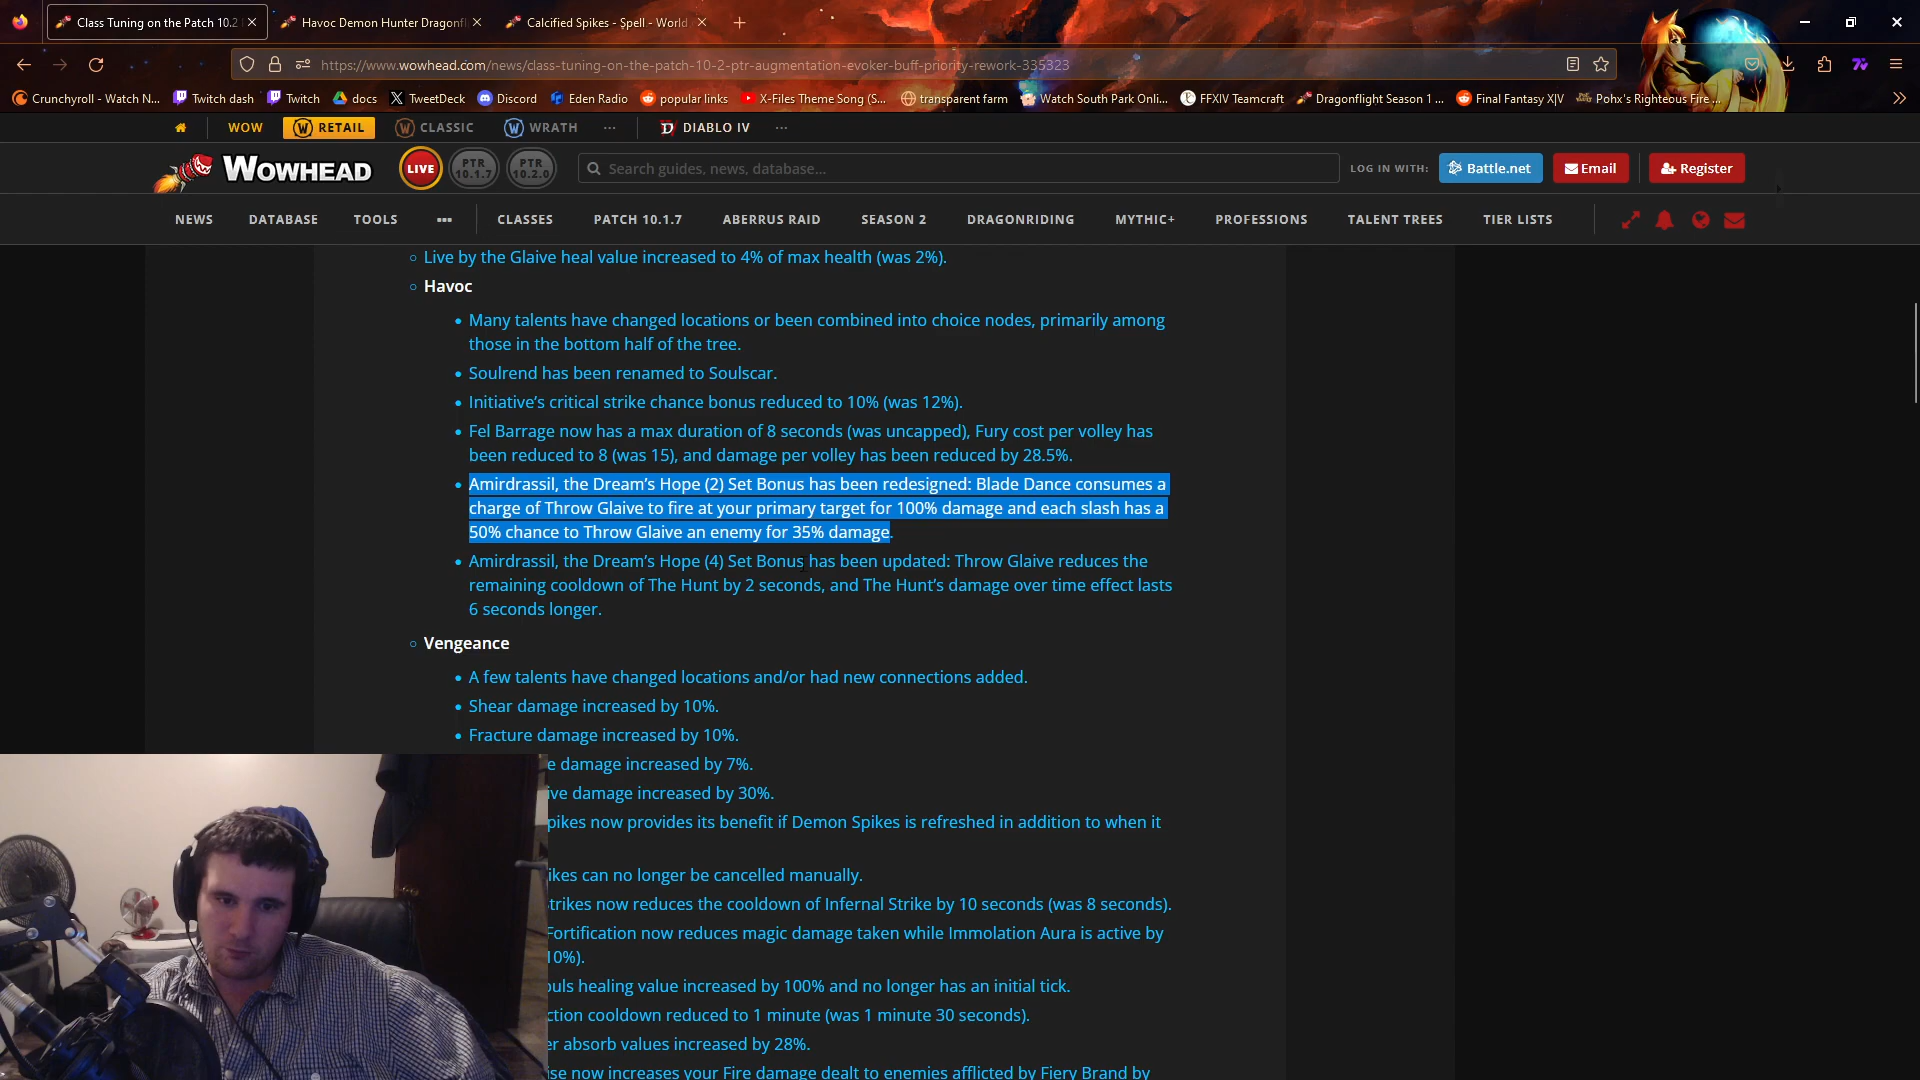 Class Tuning on the Patch 10.2
Havoc Demon Hunter Dragonfl
Calcified Spikes - Spell - World
https://www.wowhead.com/news/class-tuning-on-the-patch-10-2-ptr-augmentation-evoker-buff-priority-rework-335323
Crunchyroll - Watch N...
Twitch dash
Twitch
docs
TweetDeck
Discord
Eden Radio
popular links
X-Files Theme Song (S...
transparent farm
Watch South Park Onli...
FFXIV Teamcraft
Dragonflight Season 1 ...
Final Fantasy X|V
Pohx's Righteous Fire ...
WOW
RETAIL
CLASSIC
WRATH
DIABLO IV
WOWHEAD
LIVE
PTR 10.1.7
PTR 10.2.0
Search guides, news, database...
LOG IN WITH:
Battle.net
Email
Register
NEWS
DATABASE
TOOLS
CLASSES
PATCH 10.1.7
ABERRUS RAID
SEASON 2
DRAGONRIDING
MYTHIC+
PROFESSIONS
TALENT TREES
TIER LISTS
Live by the Glaive heal value increased to 4% of max health (was 2%).
Havoc
Many talents have changed locations or been combined into choice nodes, primarily among
those in the bottom half of the tree.
Soulrend has been renamed to Soulscar.
Initiative's critical strike chance bonus reduced to 10% (was 12%).
Fel Barrage now has a max duration of 8 seconds (was uncapped), Fury cost per volley has
been reduced to 8 (was 15), and damage per volley has been reduced by 28.5%.
Amirdrassil, the Dream's Hope (2) Set Bonus has been redesigned: Blade Dance consumes a
charge of Throw Glaive to fire at your primary target for 100% damage and each slash has a
50% chance to Throw Glaive an enemy for 35% damage.
Amirdrassil, the Dream's Hope (4) Set Bonus has been updated: Throw Glaive reduces the
remaining cooldown of The Hunt by 2 seconds, and The Hunt's damage over time effect lasts
6 seconds longer.
Vengeance
A few talents have changed locations and/or had new connections added.
Shear damage increased by 10%.
Fracture damage increased by 10%.
e damage increased by 7%.
ive damage increased by 30%.
pikes now provides its benefit if Demon Spikes is refreshed in addition to when it
ikes can no longer be cancelled manually.
trikes now reduces the cooldown of Infernal Strike by 10 seconds (was 8 seconds).
Fortification now reduces magic damage taken while Immolation Aura is active by
10%).
ouls healing value increased by 100% and no longer has an initial tick.
ction cooldown reduced to 1 minute (was 1 minute 30 seconds).
er absorb values increased by 28%.
ise now increases your Fire damage dealt to enemies afflicted by Fiery Brand by